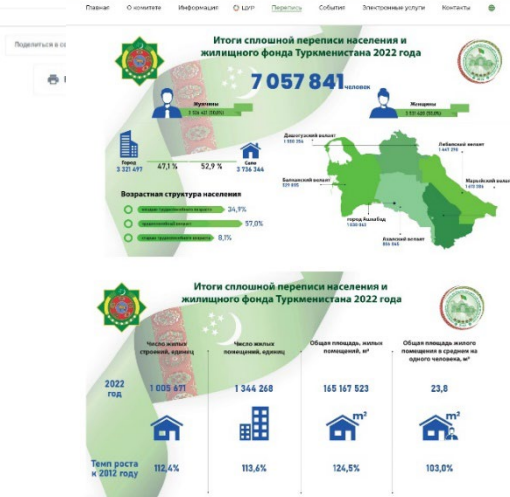 Главная О комитете Информация ЦУР Перепись События Электронные услуги Контакты
Поделиться в со
Итоги сплошной переписи населения и
жилищного фонда Туркменистана 2022 года
7 057 841 человек
Мужчины
Женщины
Город
3 321 497
47,1 %
52,9 %
Село
3 736 344
Дашогузский велаят
Лебапский велаят
Балканский велаят
529 895
Марыйский велаят
город Ашхабад
1 030 063
Ахалский велаят
Возрастная структура населения
34,9%
57,0%
8,1%
Итоги сплошной переписи населения и
жилищного фонда Туркменистана 2022 года
Число жилых
строений, единиц
Число жилых
помещений, единиц
Общая площадь, жилых
помещений, м²
Общая площадь жилого
помещения в среднем на
одного человека, м²
2022
год
1 005 671
1 344 268
165 167 523
23,8
м²
м²
Темп роста
к 2012 году
112,4%
113,6%
124,5%
103,0%